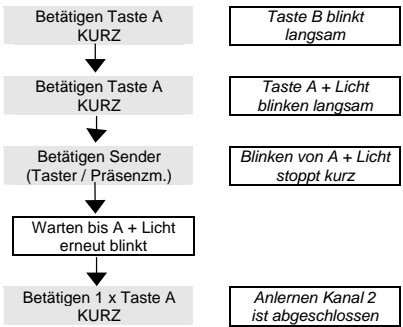 Betätigen Taste A
KURZ
Taste B blinkt
langsam
Betätigen Taste A
KURZ
Taste A + Licht
blinken langsam
Betätigen Sender
(Taster / Präsenzm.)
Blinken von A + Licht
stoppt kurz
Warten bis A + Licht
erneut blinkt
Betätigen 1 x Taste A
KURZ
Anlernen Kanal 2
ist abgeschlossen